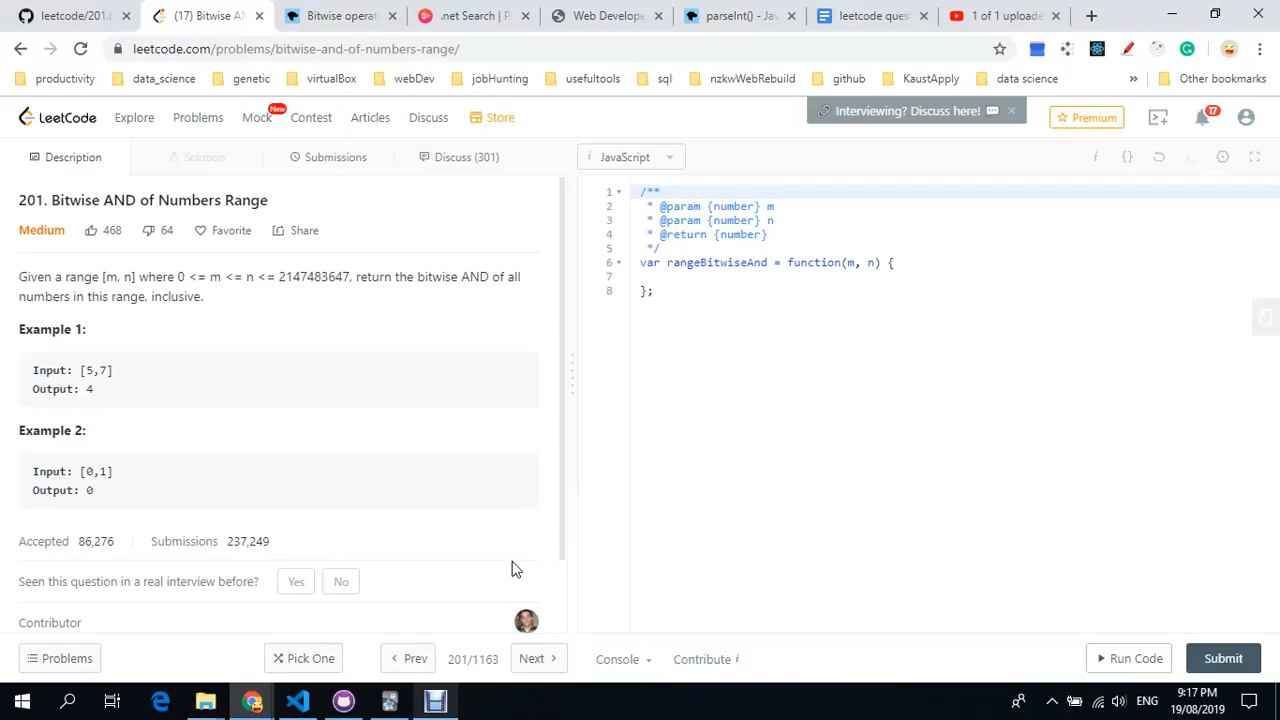 leetcode/201.b
(17) Bitwise AN
Bitwise operat
.net Search | Pl
Web Develope
parseInt() - Jav
leetcode ques
1 of 1 uploade
leetcode.com/problems/bitwise-and-of-numbers-range/
productivity
data_science
genetic
virtualBox
webDev
jobHunting
usefultools
sql
nzkwWebRebuild
github
KaustApply
data science
»
Other bookmarks
LeetCode
Explore
Problems
Mock
New
Contest
Articles
Discuss
Store
Interviewing? Discuss here!
Premium
17
Description
Solution
Submissions
Discuss (301)
i JavaScript
i
{}
201. Bitwise AND of Numbers Range
Medium
468
64
Favorite
Share
Given a range [m, n] where 0 <= m <= n <= 2147483647, return the bitwise AND of all
numbers in this range, inclusive.
Example 1:
Input: [5,7]
Output: 4
Example 2:
Input: [0,1]
Output: 0
Accepted 86,276
Submissions 237,249
Seen this question in a real interview before?
Yes
No
Contributor
1 /**
2 * @param {number} m
3 * @param {number} n
4 * @return {number}
5 */
6 var rangeBitwiseAnd = function(m, n) {
7
8 };
Problems
Pick One
Prev
201/1163
Next
Console
Contribute i
Run Code
Submit
ENG
9:17 PM
19/08/2019